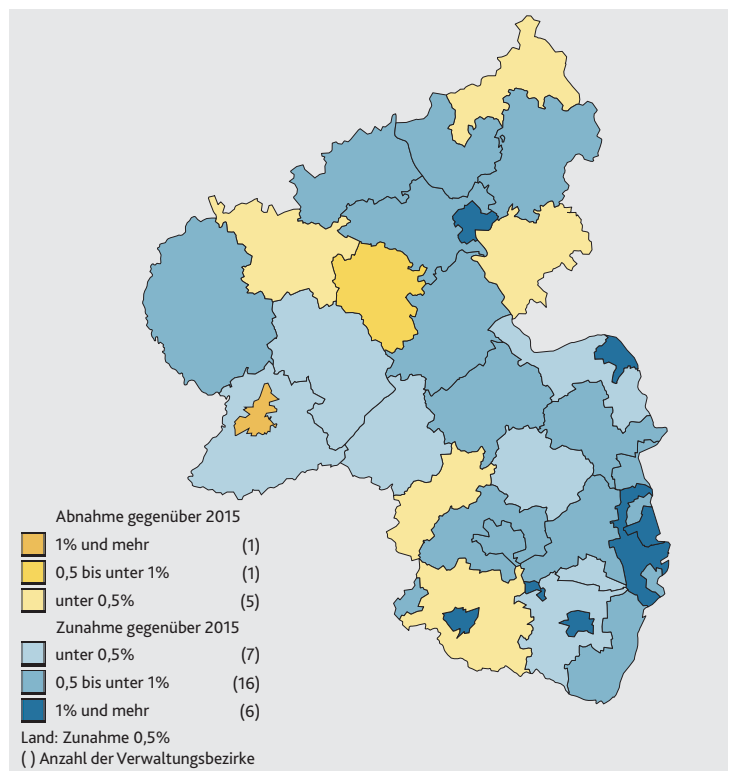 Abnahme gegenüber 2015
1% und mehr (1)
0,5 bis unter 1% (1)
unter 0,5% (5)
Zunahme gegenüber 2015
unter 0,5% (7)
0,5 bis unter 1% (16)
1% und mehr (6)
Land: Zunahme 0,5%
( ) Anzahl der Verwaltungsbezirke